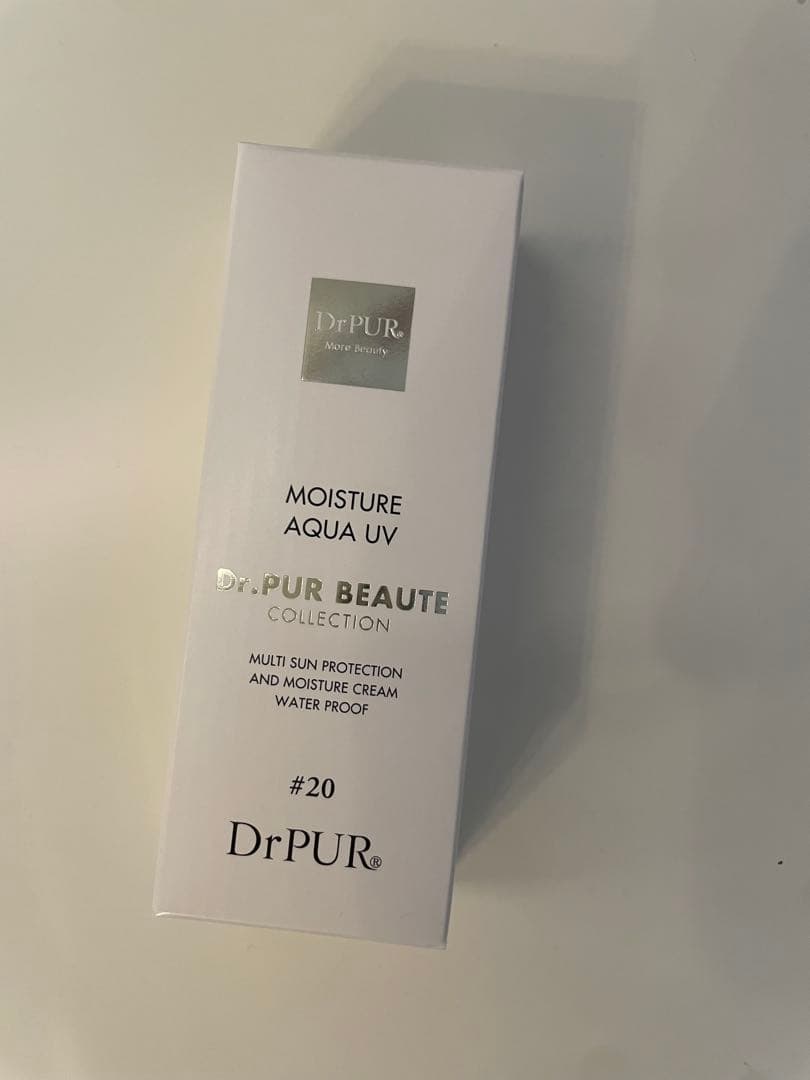 DrPUR®
More Beauty
MOISTURE
AQUA UV
Dr.PUR BEAUTE
COLLECTION
MULTI SUN PROTECTION
AND MOISTURE CREAM
WATER PROOF
#20
DrPUR®